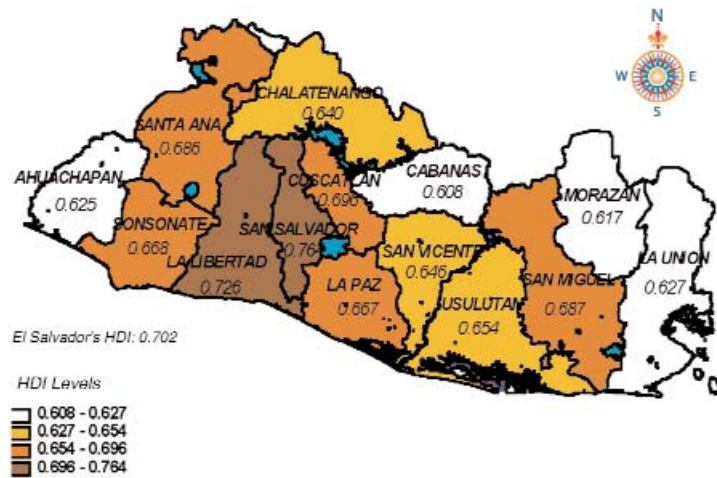 N
W E
S
CHALATENANGO
0.640
SANTA ANA
0.686
AHUACHAPAN
0.625
CUSCATLAN
0.696
CABANAS
0.608
MORAZAN
0.617
SONSONATE
0.668
SAN SALVADOR
0.764
LA LIBERTAD
0.726
SAN VICENTE
0.646
LA UNION
0.627
LA PAZ
0.667
USULUTAN
0.654
SAN MIGUEL
0.687
El Salvador's HDI: 0.702
HDI Levels
0.608 - 0.627
0.627 - 0.654
0.654 - 0.696
0.696 - 0.764